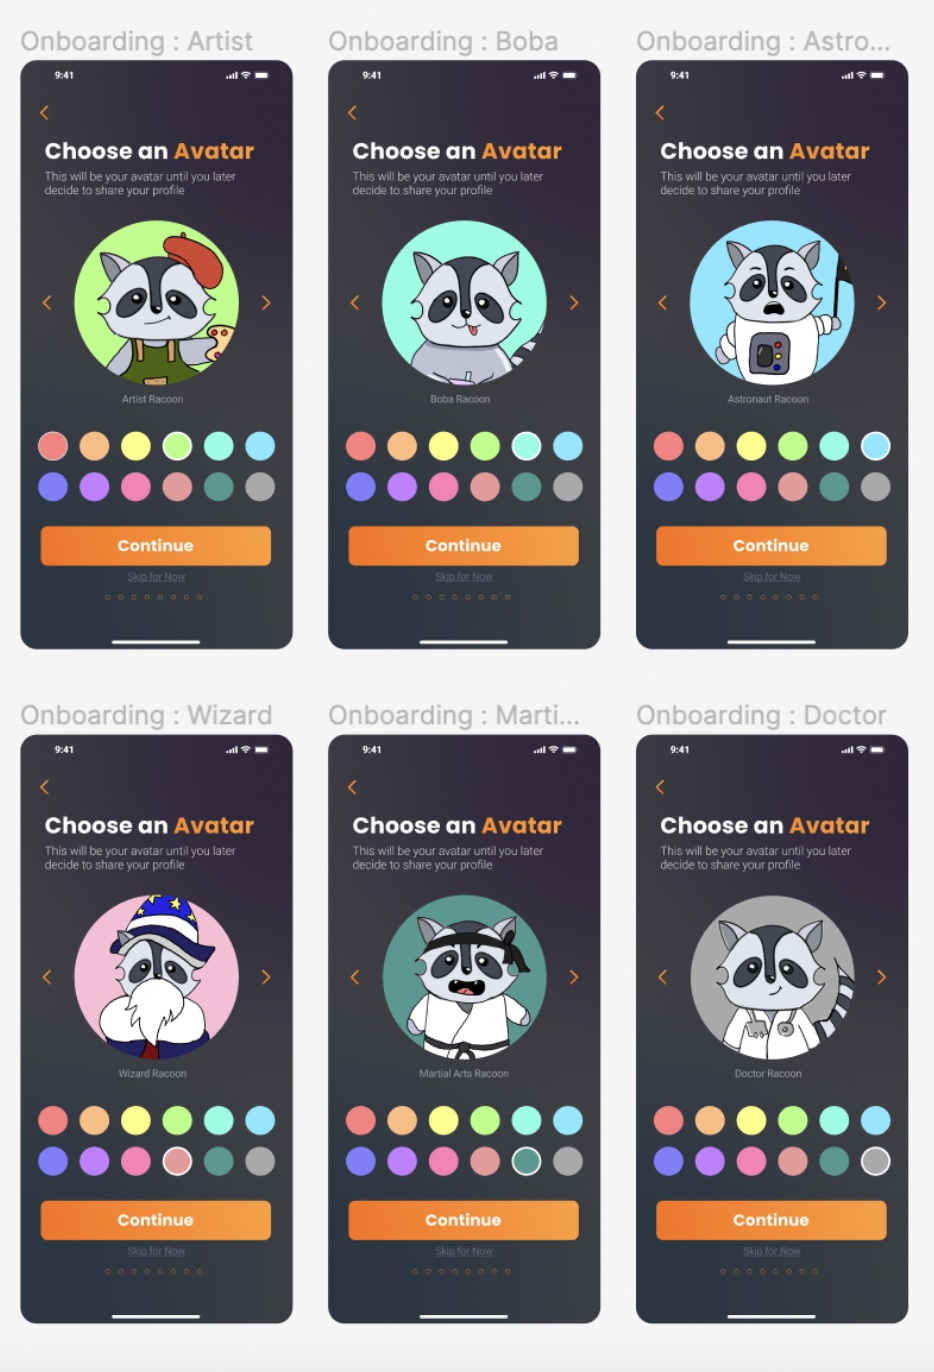 Onboarding : Artist
9:41
Choose an Avatar
This will be your avatar until you later
decide to share your profile
Artist Racoon
Continue
Skip for Now
Onboarding : Boba
9:41
Choose an Avatar
This will be your avatar until you later
decide to share your profile
Boba Racoon
Continue
Skip for Now
Onboarding : Astro...
9:41
Choose an Avatar
This will be your avatar until you later
decide to share your profile
Astronaut Racoon
Continue
Skip for Now
Onboarding : Wizard
9:41
Choose an Avatar
This will be your avatar until you later
decide to share your profile
Wizard Racoon
Continue
Skip for Now
Onboarding : Marti...
9:41
Choose an Avatar
This will be your avatar until you later
decide to share your profile
Martial Arts Racoon
Continue
Skip for Now
Onboarding : Doctor
9:41
Choose an Avatar
This will be your avatar until you later
decide to share your profile
Doctor Racoon
Continue
Skip for Now